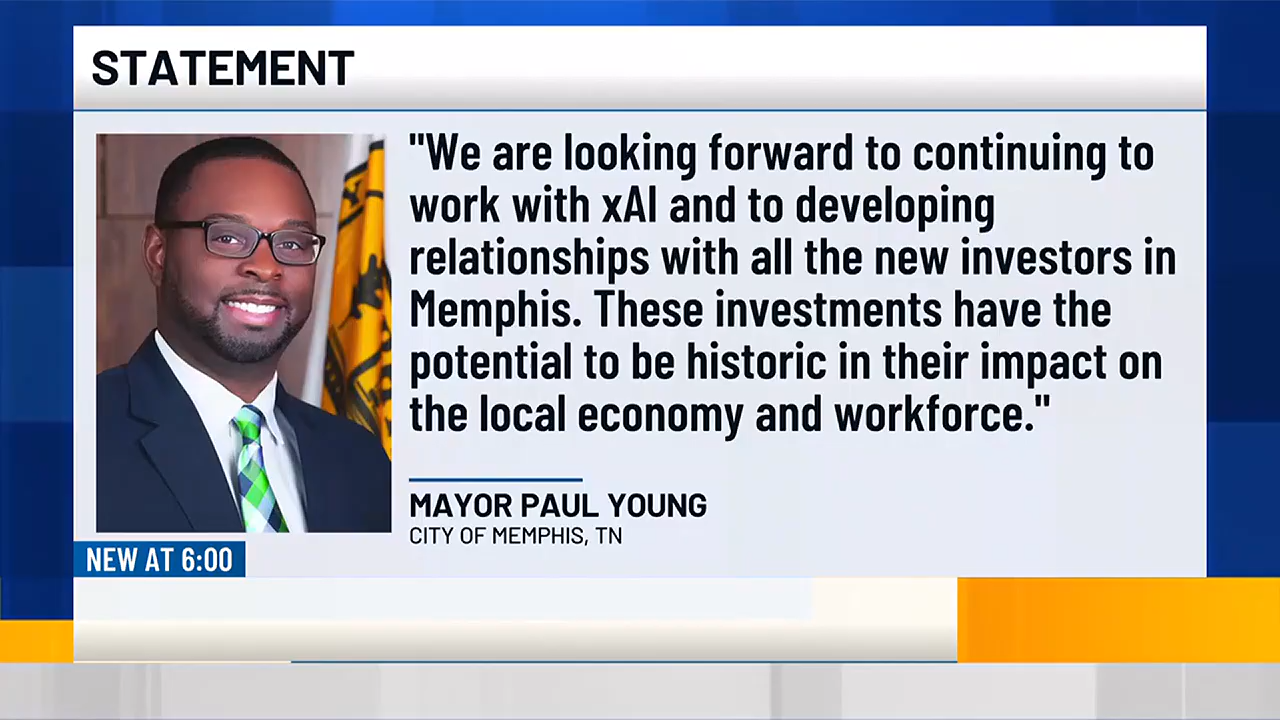 STATEMENT
"We are looking forward to continuing to
work with xAI and to developing
relationships with all the new investors in
Memphis. These investments have the
potential to be historic in their impact on
the local economy and workforce."
MAYOR PAUL YOUNG
CITY OF MEMPHIS, TN
NEW AT 6:00